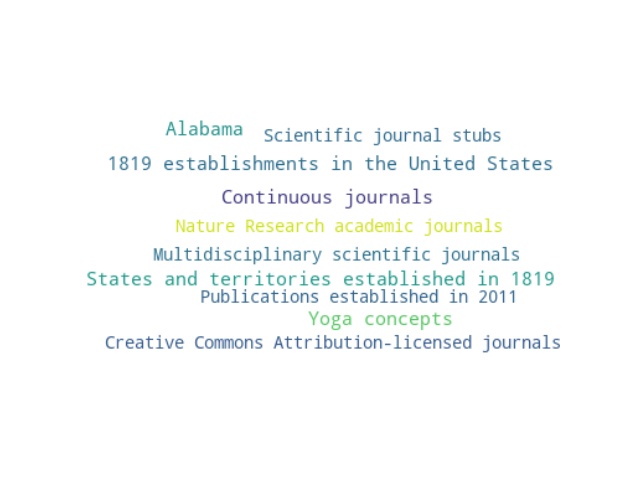 Alabama
Scientific journal stubs
1819 establishments in the United States
Continuous journals
Nature Research academic journals
Multidisciplinary scientific journals
States and territories established in 1819
Publications established in 2011
Yoga concepts
Creative Commons Attribution-licensed journals